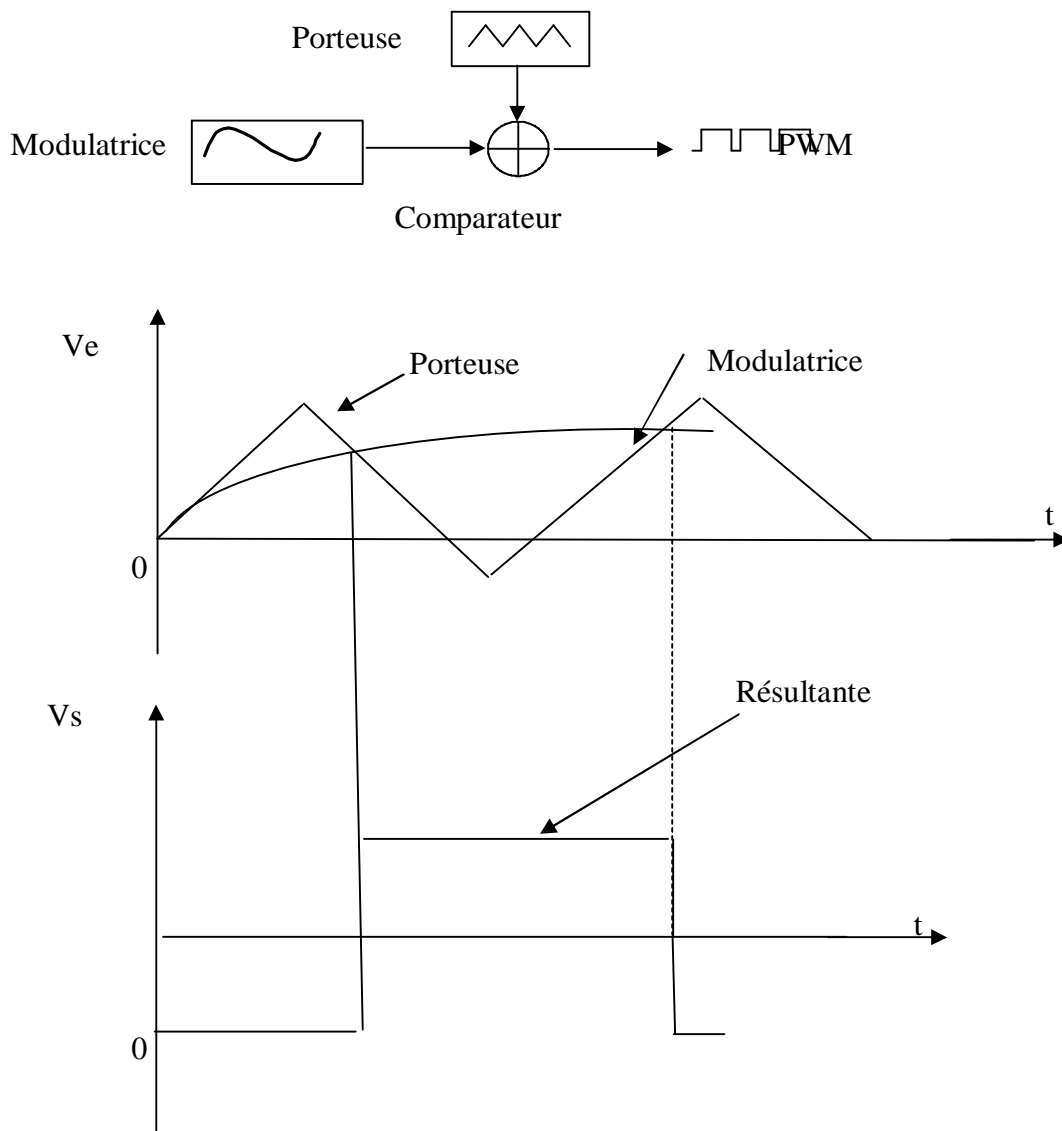 Porteuse
Modulatrice
PWM
Comparateur
Ve
Porteuse
Modulatrice
t
0
Résultante
Vs
t
0